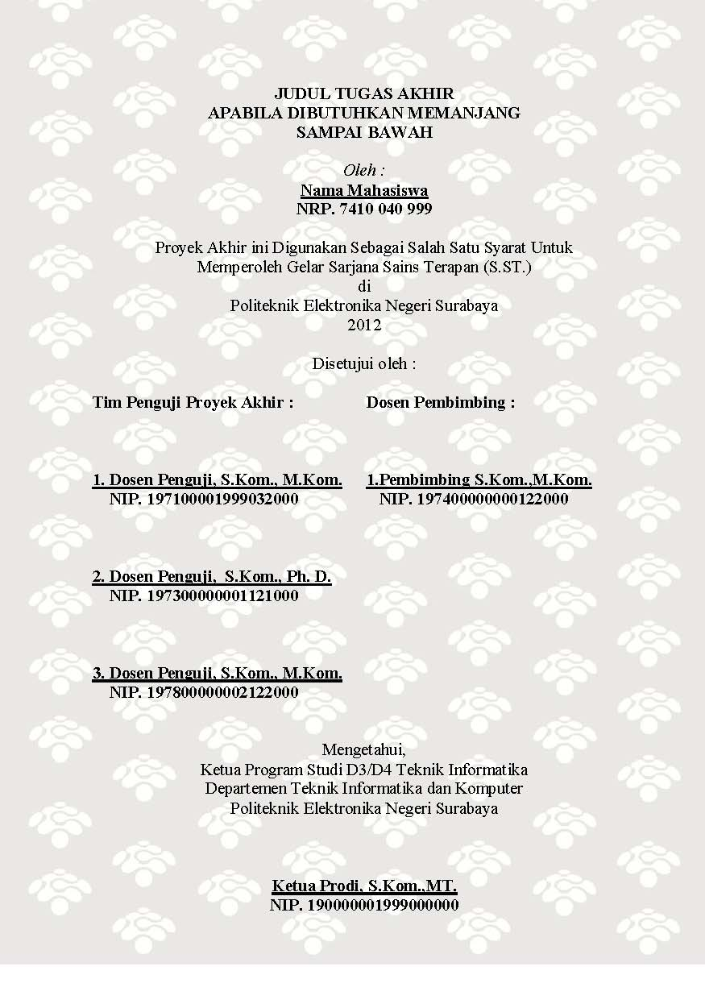 JUDUL TUGAS AKHIR
APABILA DIBUTUHKAN MEMANJANG
SAMPAI BAWAH
Oleh :
Nama Mahasiswa
NRP. 7410 040 999
Proyek Akhir ini Digunakan Sebagai Salah Satu Syarat Untuk
Memperoleh Gelar Sarjana Sains Terapan (S.ST.)
di
Politeknik Elektronika Negeri Surabaya
2012
Disetujui oleh :
Tim Penguji Proyek Akhir :
Dosen Pembimbing :
1. Dosen Penguji, S.Kom., M.Kom.
NIP. 197100001999032000
1.Pembimbing S.Kom.,M.Kom.
NIP. 197400000000122000
2. Dosen Penguji,  S.Kom., Ph. D.
NIP. 197300000001121000
3. Dosen Penguji, S.Kom., M.Kom.
NIP. 197800000002122000
Mengetahui,
Ketua Program Studi D3/D4 Teknik Informatika
Departemen Teknik Informatika dan Komputer
Politeknik Elektronika Negeri Surabaya
Ketua Prodi, S.Kom.,MT.
NIP. 190000001999000000